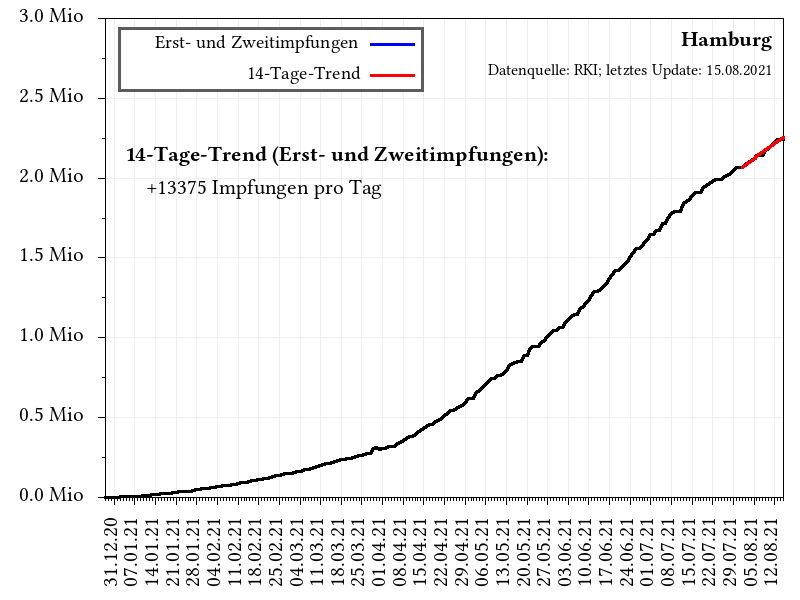 3.0 Mio
2.5 Mio
2.0 Mio
1.5 Mio
1.0 Mio
0.5 Mio
0.0 Mio
Erst- und Zweitimpfungen
14-Tage-Trend
Hamburg
Datenquelle: RKI; letztes Update: 15.08.2021
14-Tage-Trend (Erst- und Zweitimpfungen):
+13375 Impfungen pro Tag
31.12.20
07.01.21
14.01.21
21.01.21
28.01.21
04.02.21
11.02.21
18.02.21
25.02.21
04.03.21
11.03.21
18.03.21
25.03.21
01.04.21
08.04.21
15.04.21
22.04.21
29.04.21
06.05.21
13.05.21
20.05.21
27.05.21
03.06.21
10.06.21
17.06.21
24.06.21
01.07.21
08.07.21
15.07.21
22.07.21
29.07.21
05.08.21
12.08.21